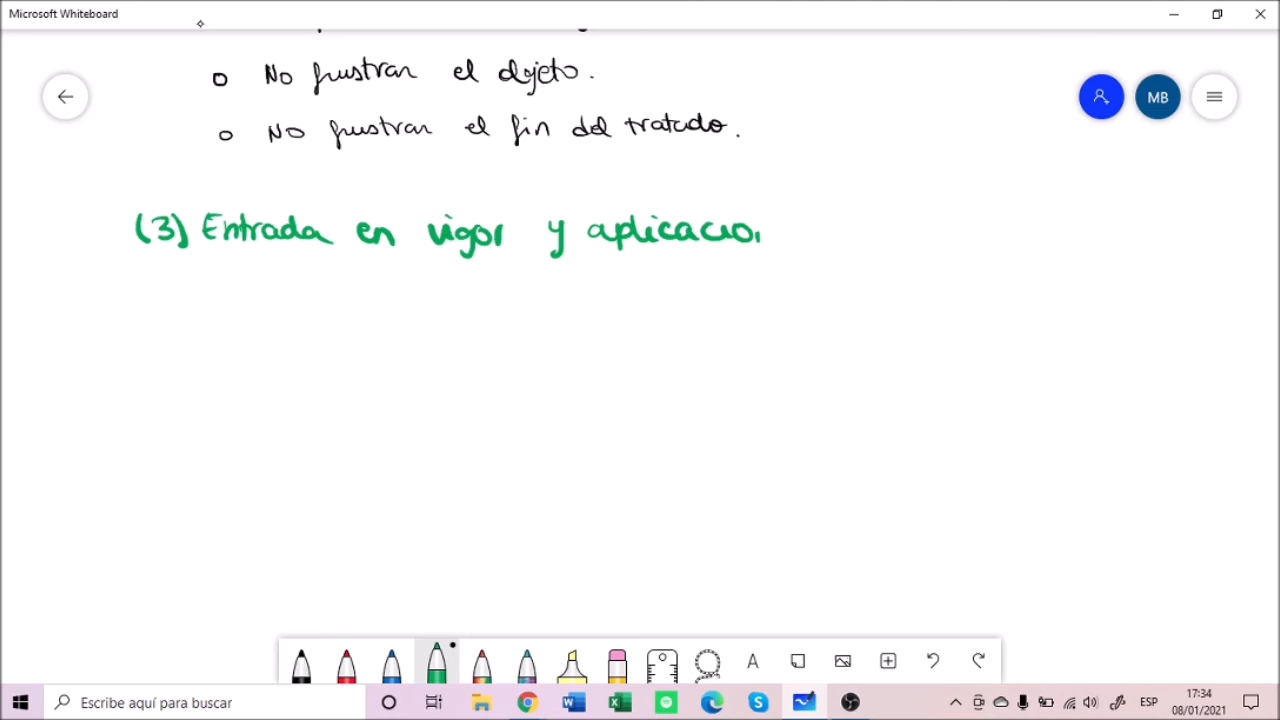 Microsoft Whiteboard
o No frustrar el objeto.
o No frustrar el fin del tratado.
MB
(3) Entrada en vigor y aplicacio
A
Escribe aquí para buscar
ESP
17:34
08/01/2021